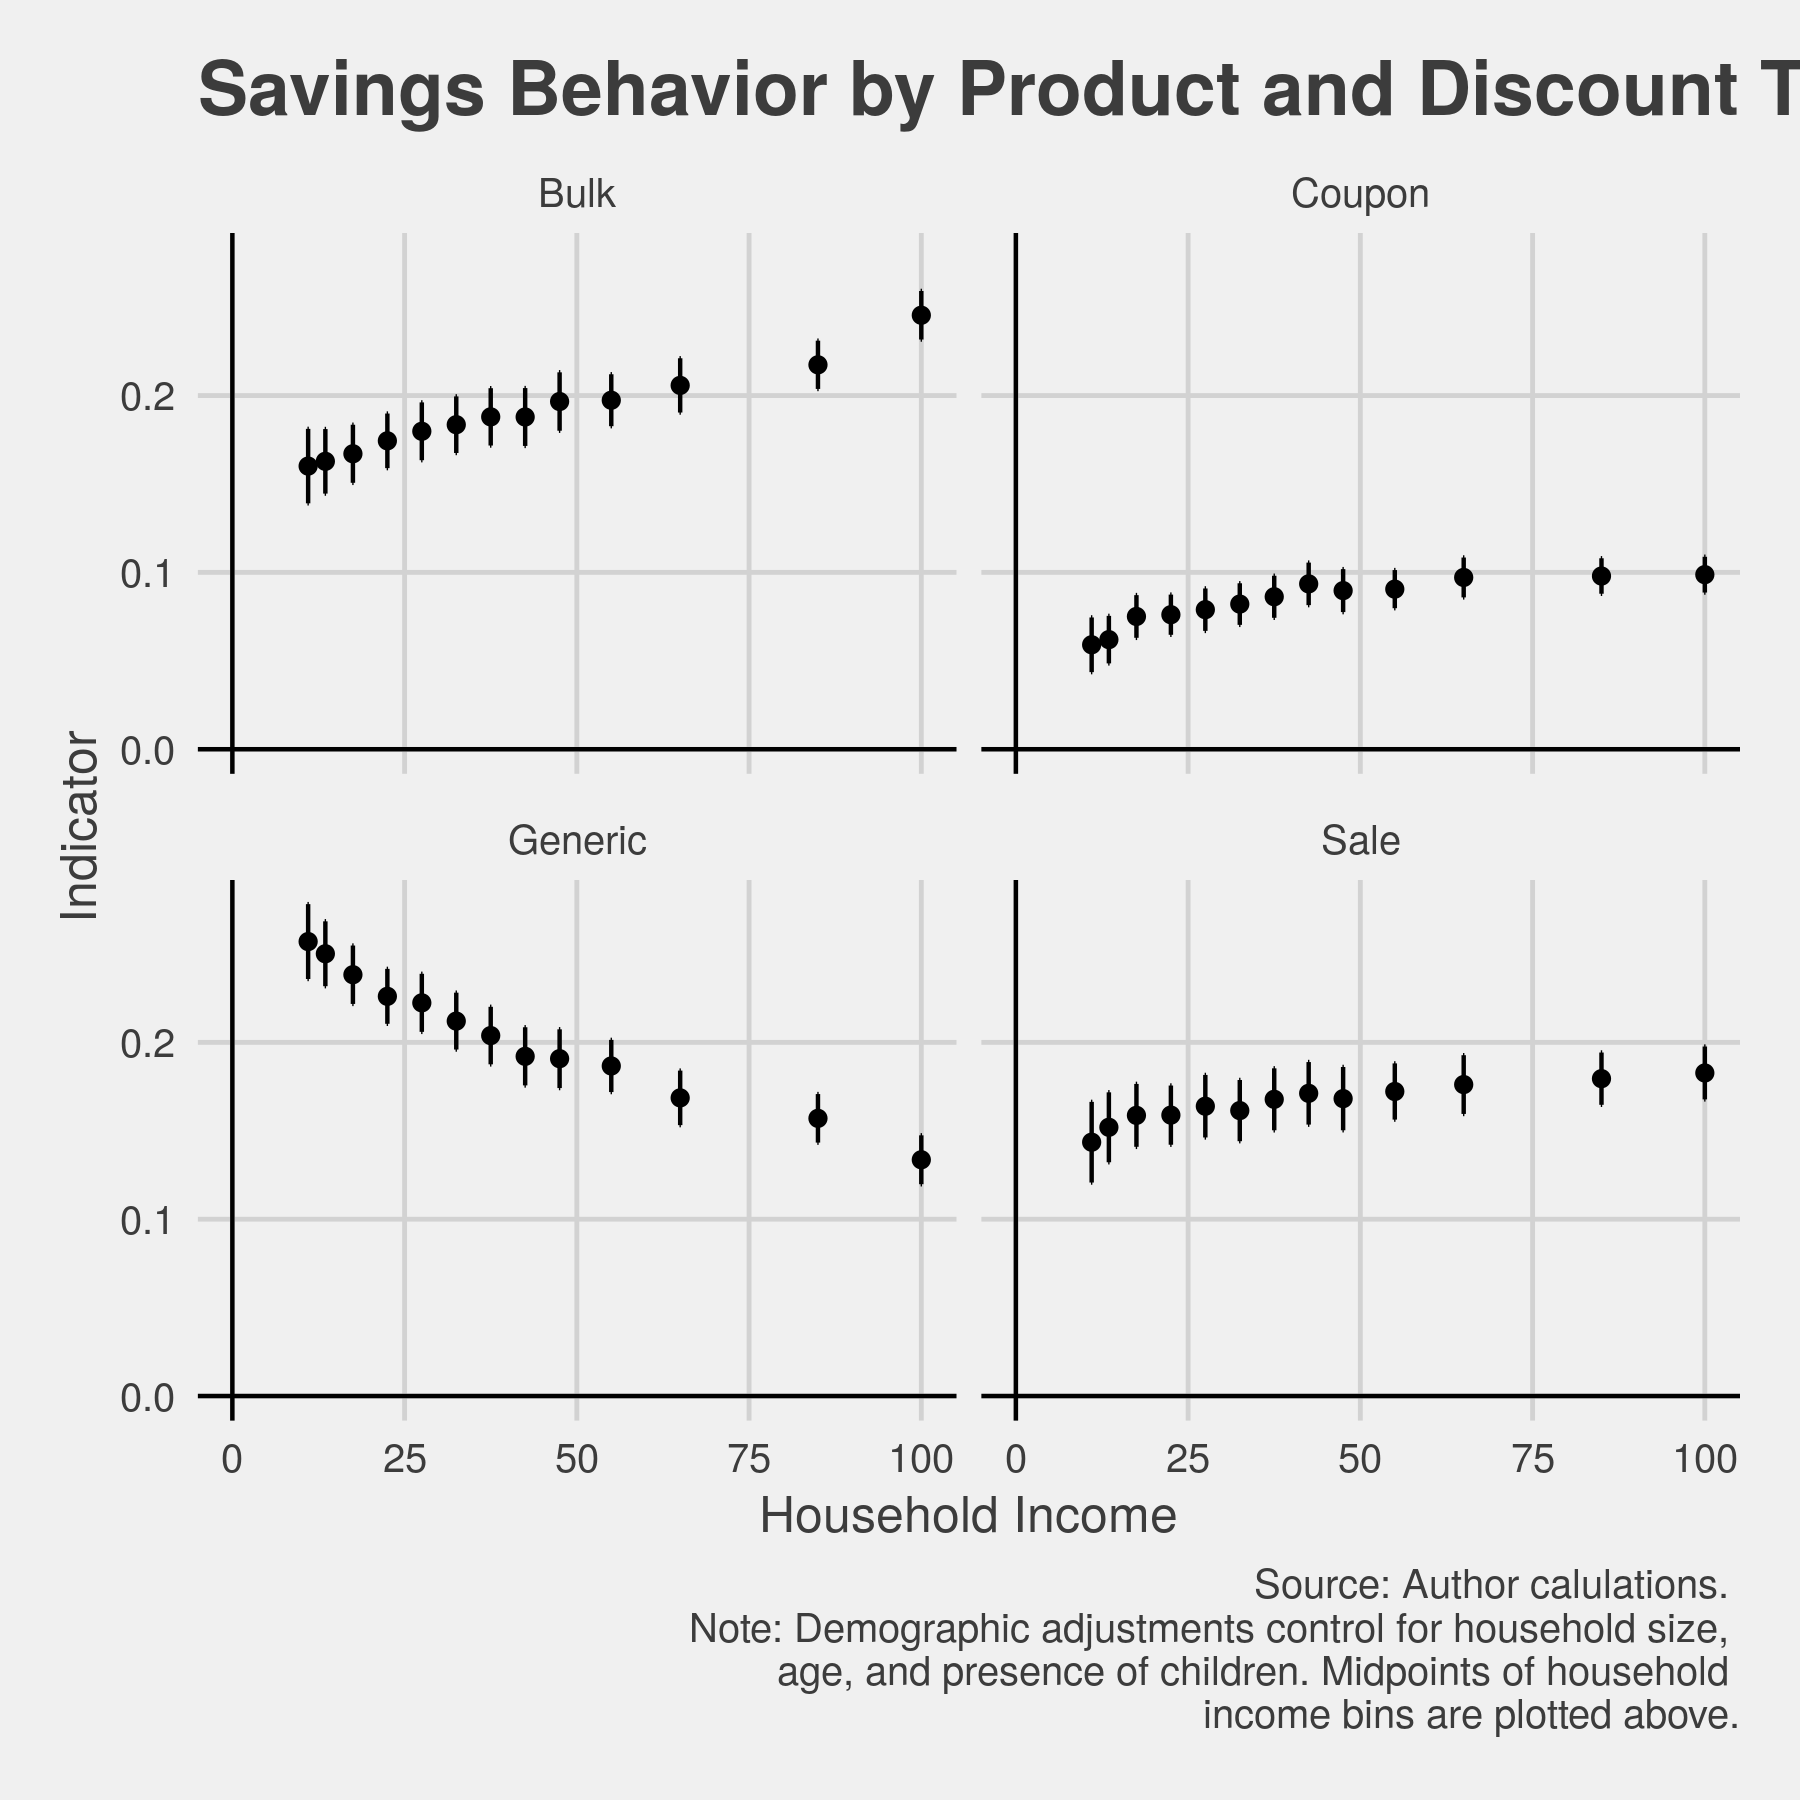 Savings Behavior by Product and Discount T
Bulk
Coupon
0.2
0.1
0.0
Indicator
Generic
Sale
0.2
0.1
0.0
0 25 50 75 100 0 25 50 75 100
Household Income
Source: Author calulations.
Note: Demographic adjustments control for household size,
age, and presence of children. Midpoints of household
income bins are plotted above.